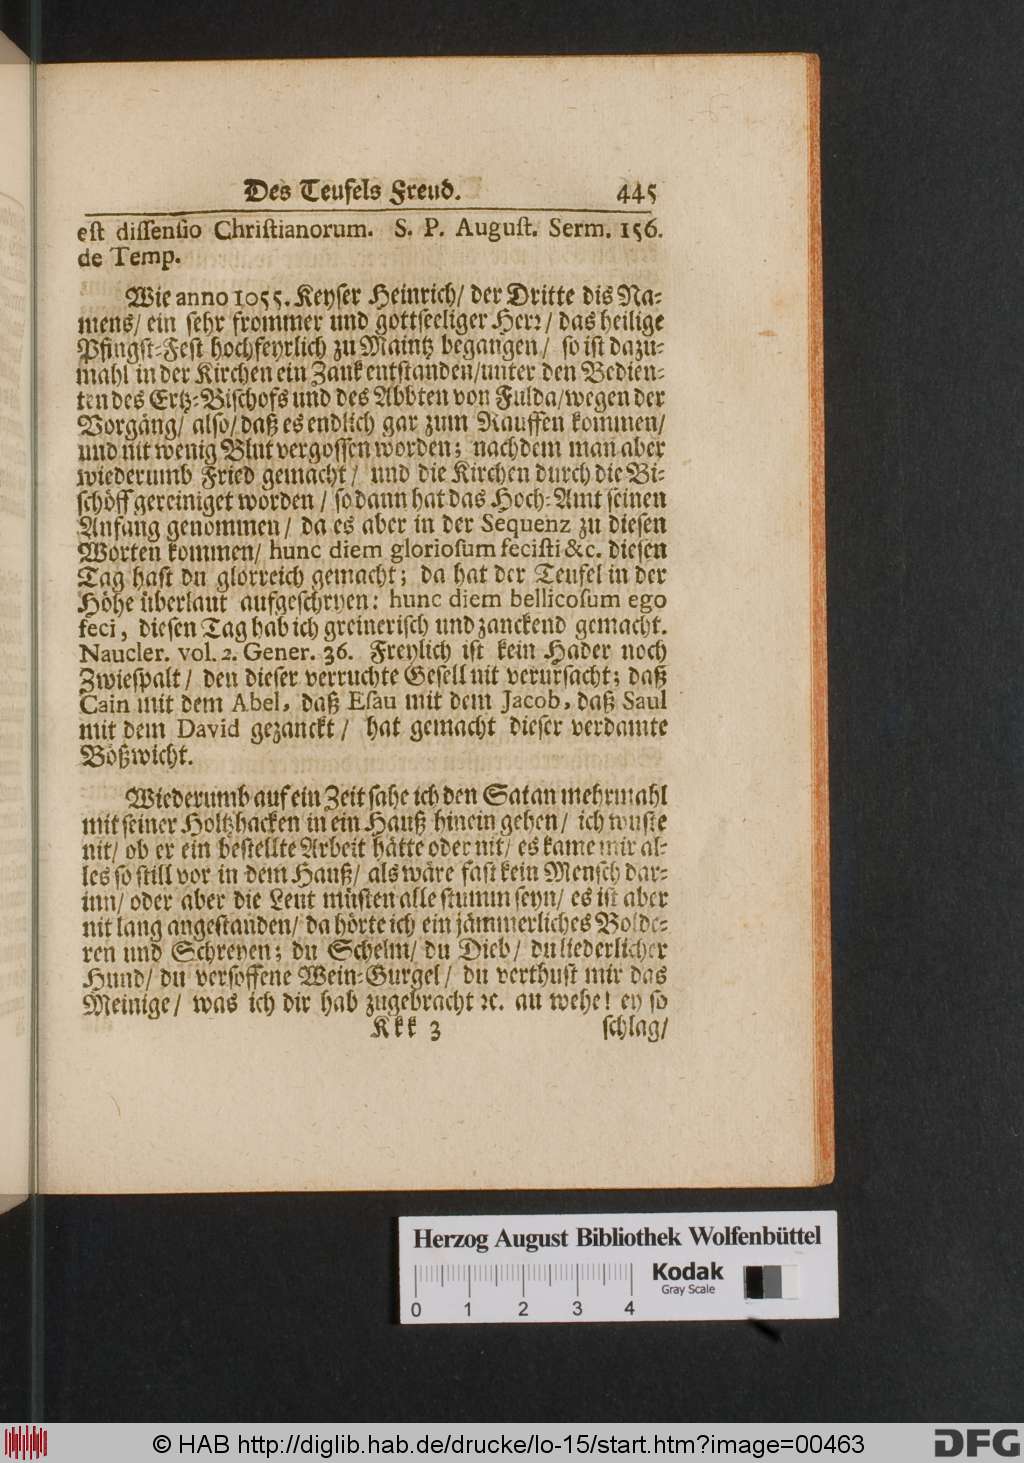 Des Teufels Freud. 445
est dissensio Christianorum. S. P. August. Serm. 156.
de Temp.
Wie anno 1055. Keyser Heinrich/ der Dritte dis Na-
mens/ ein sehr frommer und gottseeliger Herr/ das heilige
Pfingst-Fest hochfeyrlich zu Maintz begangen/ so ist dazu-
mahl in der Kirchen ein Zanck entstanden/unter den Bedien-
ten des Ertz-Bischofs und des Abbten von Fulda/wegen der
Vorgäng/ also/daß es endlich gar zum Rauffen kommen/
und nit wenig Blut vergossen worden; nachdem man aber
wiederumb Fried gemacht/ und die Kirchen durch die Bi-
schöff gereiniget worden/ so dann hat das Hoch-Amt seinen
Anfang genommen/ da es aber in der Sequenz zu diesen
Worten kommen/ hunc diem gloriosum fecisti &c. diesen
Tag hast du glorreich gemacht; da hat der Teufel in der
Höhe überlaut aufgeschryen: hunc diem bellicosum ego
feci, diesen Tag hab ich greinerisch und zanckend gemacht.
Naucler. vol. 2. Gener. 36. Freylich ist kein Hader noch
Zwiespalt/ den dieser verruchte Gesell nit verursacht; daß
Cain mit dem Abel, daß Esau mit dem Jacob, daß Saul
mit dem David gezanckt/ hat gemacht dieser verdamte
Bößwicht.
Wiederumb auf ein Zeit sahe ich den Satan mehrmahl
mit seiner Holtzhacken in ein Hauß hinein gehen/ ich wuste
nit/ ob er ein bestellte Arbeit hätte oder nit/ es kame mir al-
les so still vor in dem Hauß/ als wäre fast kein Mensch dar-
inn/ oder aber die Leut müsten alle stumm seyn/ es ist aber
nit lang angestanden/ da hörte ich ein jämmerliches Bolde-
ren und Schreyen; du Schelm/ du Dieb/ du liederlicher
Hund/ du versoffene Wein-Gurgel/ du verthust mir das
Meinige/ was ich dir hab zugebracht ꝛc. au wehe! ey so
Kkk 3 schlag/
Herzog August Bibliothek Wolfenbüttel
0 1 2 3 4
Kodak
Gray Scale
© HAB http://diglib.hab.de/drucke/lo-15/start.htm?image=00463
DFG